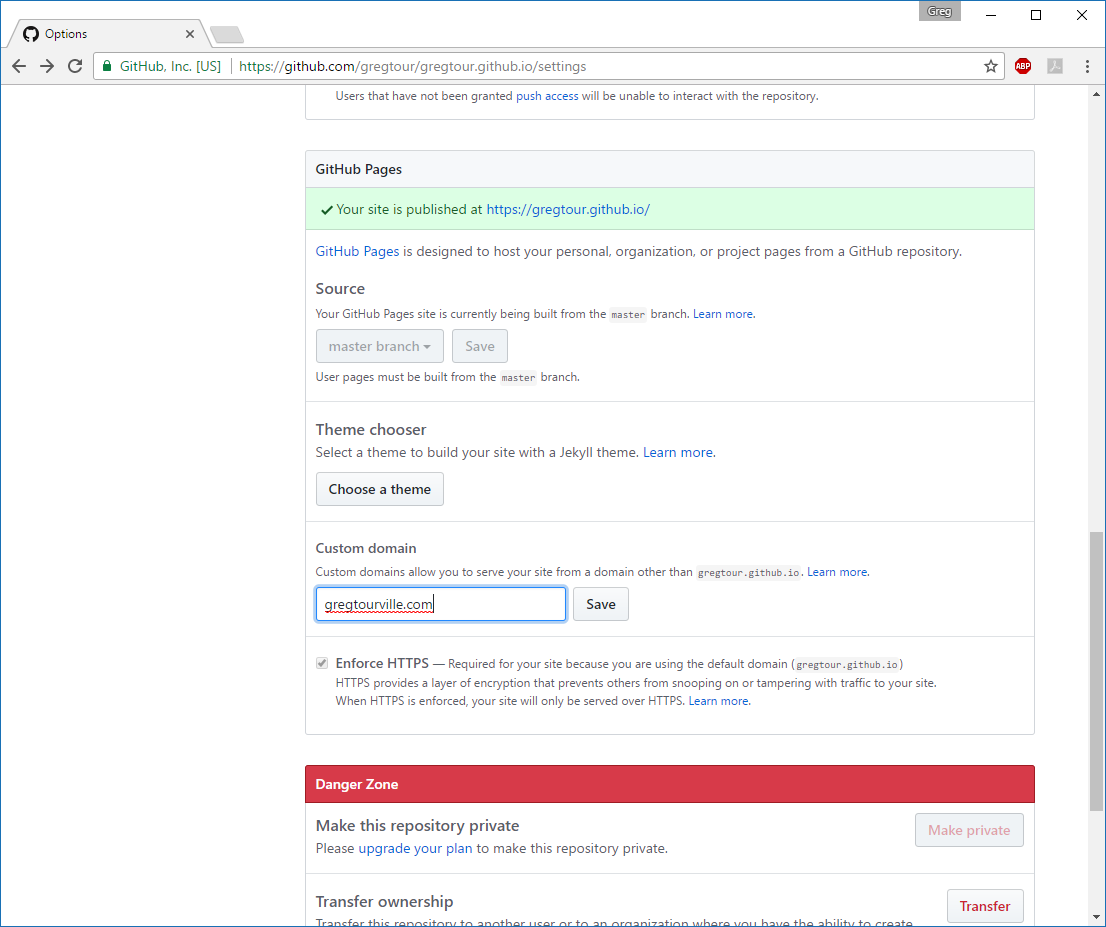 Greg
Options
GitHub, Inc. [US] https://github.com/gregtour/gregtour.github.io/settings
ABP
Users that have not been granted push access will be unable to interact with the repository.
GitHub Pages
✓ Your site is published at https://gregtour.github.io/
GitHub Pages is designed to host your personal, organization, or project pages from a GitHub repository.
Source
Your GitHub Pages site is currently being built from the master branch. Learn more.
master branch Save
User pages must be built from the master branch.
Theme chooser
Select a theme to build your site with a Jekyll theme. Learn more.
Choose a theme
Custom domain
Custom domains allow you to serve your site from a domain other than gregtour.github.io. Learn more.
gregtourville.com Save
Enforce HTTPS — Required for your site because you are using the default domain (gregtour.github.io)
HTTPS provides a layer of encryption that prevents others from snooping on or tampering with traffic to your site.
When HTTPS is enforced, your site will only be served over HTTPS. Learn more.
Danger Zone
Make this repository private
Make private
Please upgrade your plan to make this repository private.
Transfer ownership
Transfer
Transfer this repository to another user or to an organization where you have the ability to create